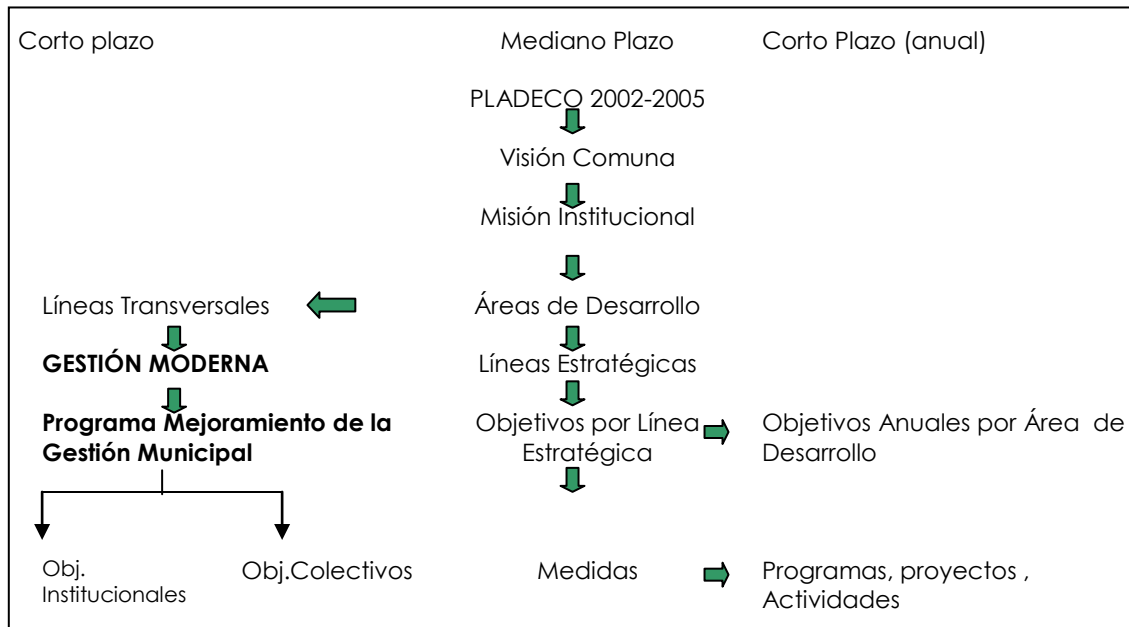 Corto plazo
Mediano Plazo
Corto Plazo (anual)
PLADECO 2002-2005
Visión Comuna
Misión Institucional
Líneas Transversales
Áreas de Desarrollo
GESTIÓN MODERNA
Líneas Estratégicas
Programa Mejoramiento de la
Gestión Municipal
Objetivos por Línea
Estratégica
Objetivos Anuales por Área de
Desarrollo
Obj.
Institucionales
Obj.Colectivos
Medidas
Programas, proyectos ,
Actividades